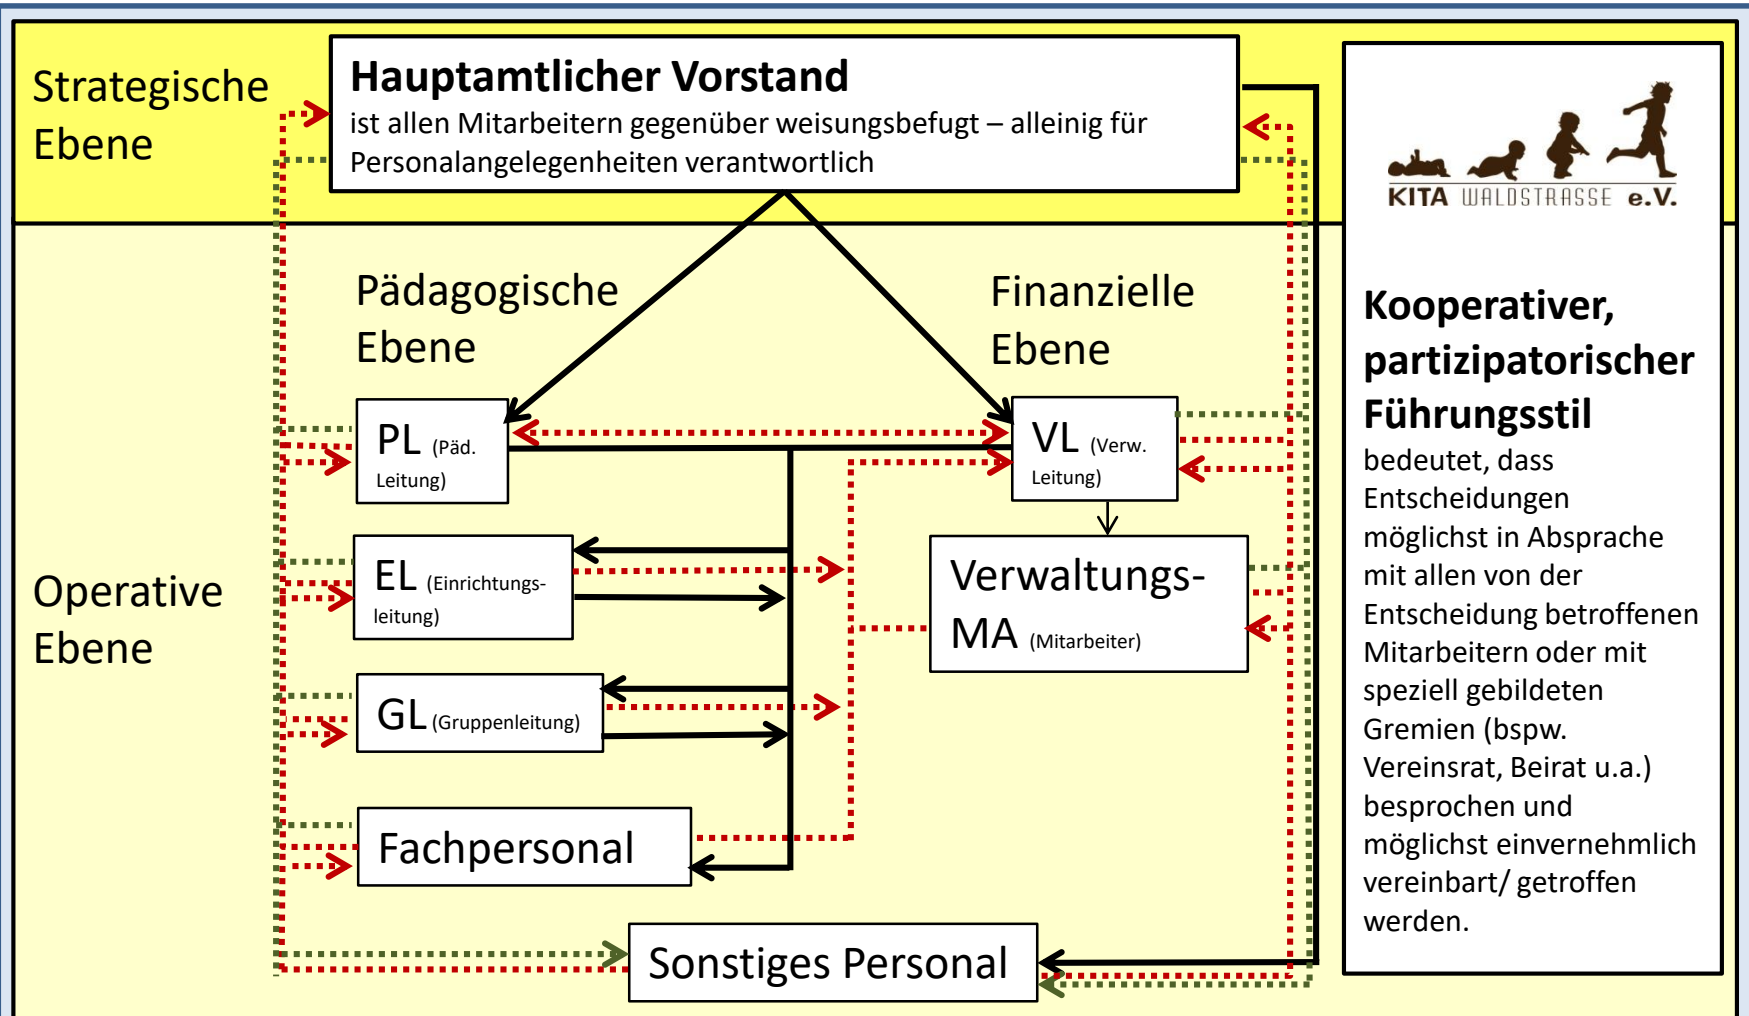 Strategische
Ebene
Hauptamtlicher Vorstand
ist allen Mitarbeitern gegenüber weisungsbefugt – alleinig für
Personalangelegenheiten verantwortlich
KITA WALDSTRASSE e.V.
Pädagogische
Ebene
Finanzielle
Ebene
PL (Päd.
Leitung)
VL (Verw.
Leitung)
Operative
Ebene
EL (Einrichtungs-
leitung)
Verwaltungs-
MA (Mitarbeiter)
GL (Gruppenleitung)
Fachpersonal
Sonstiges Personal
Kooperativer,
partizipatorischer
Führungsstil
bedeutet, dass
Entscheidungen
möglichst in Absprache
mit allen von der
Entscheidung betroffenen
Mitarbeitern oder mit
speziell gebildeten
Gremien (bspw.
Vereinsrat, Beirat u.a.)
besprochen und
möglichst einvernehmlich
vereinbart/ getroffen
werden.